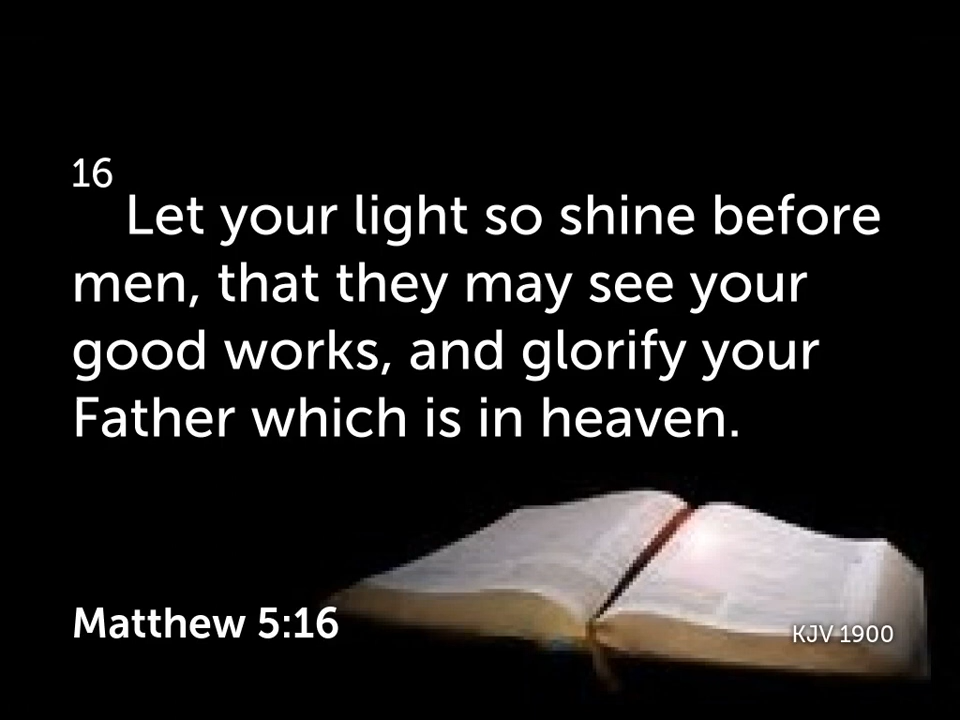 16
Let your light so shine before
men, that they may see your
good works, and glorify your
Father which is in heaven.
Matthew 5:16
KJV 1900